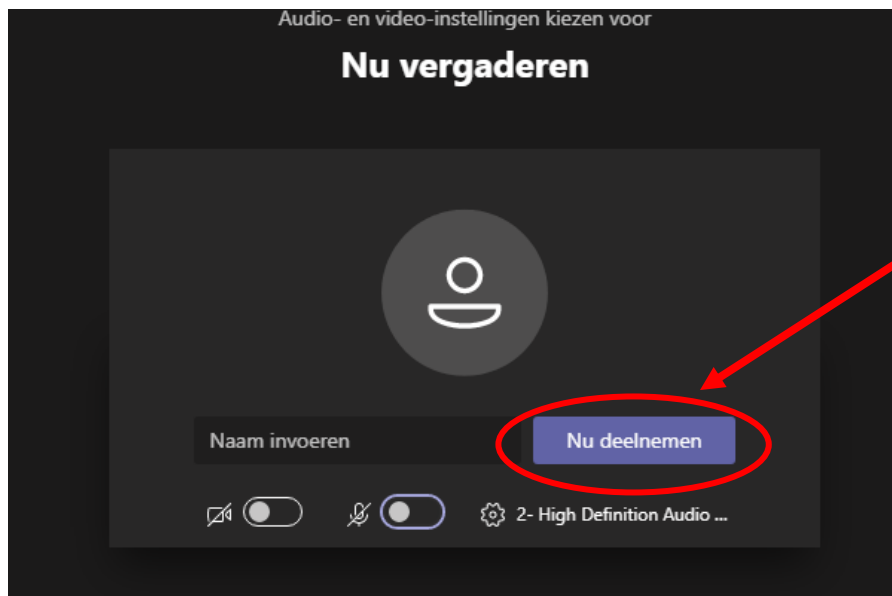 Audio- en video-instellingen kiezen voor
Nu vergaderen
Naam invoeren
Nu deelnemen
2- High Definition Audio ...